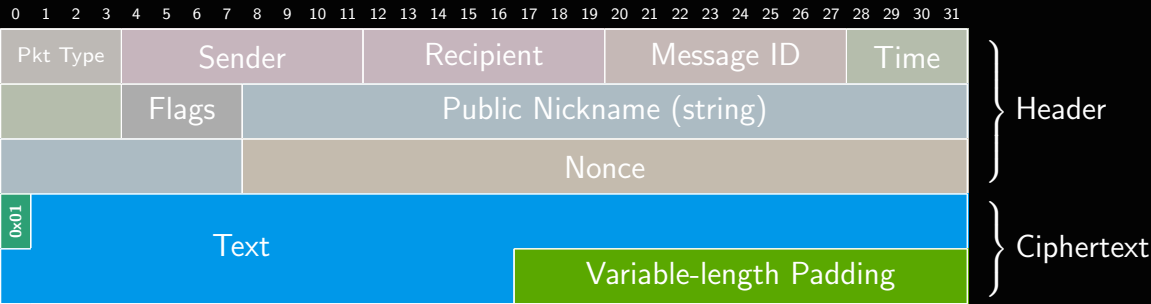 0 1 2 3 4 5 6 7 8 9 10 11 12 13 14 15 16 17 18 19 20 21 22 23 24 25 26 27 28 29 30 31
Pkt Type Sender Recipient Message ID Time
Flags Public Nickname (string) Header
Nonce
0x01
Text Ciphertext
Variable-length Padding